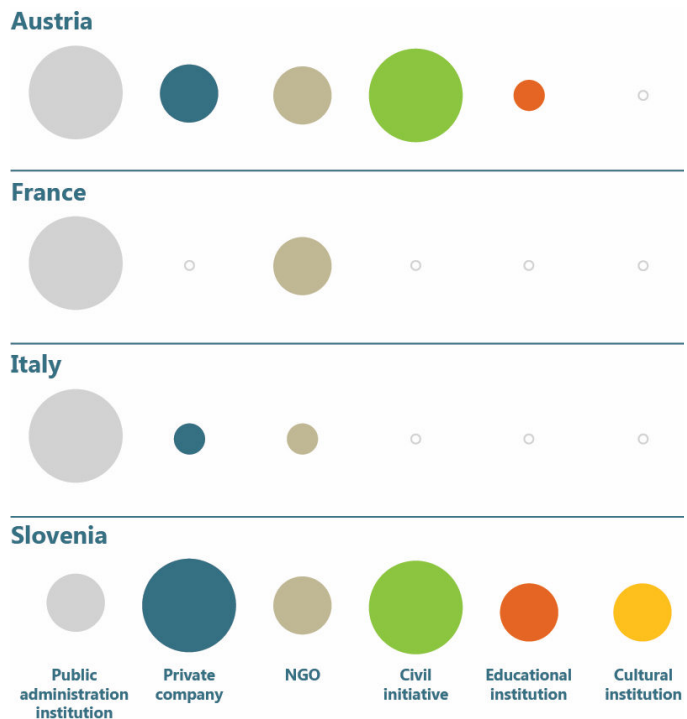 Austria
France
Italy
Slovenia
Public administration institution
Private company
NGO
Civil initiative
Educational institution
Cultural institution